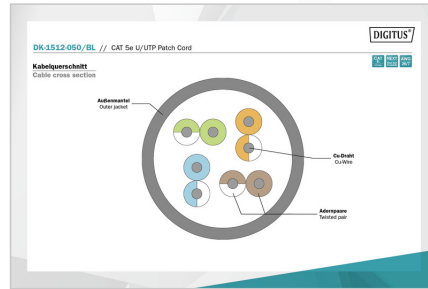 DIGITUS®
DK-1512-050/BL // CAT 5e U/UTP Patch Cord
Kabelquerschnitt
Cable cross section
Außenmantel
Outer jacket
Cu-Draht
Cu-Wire
Adernpaare
Twisted pair